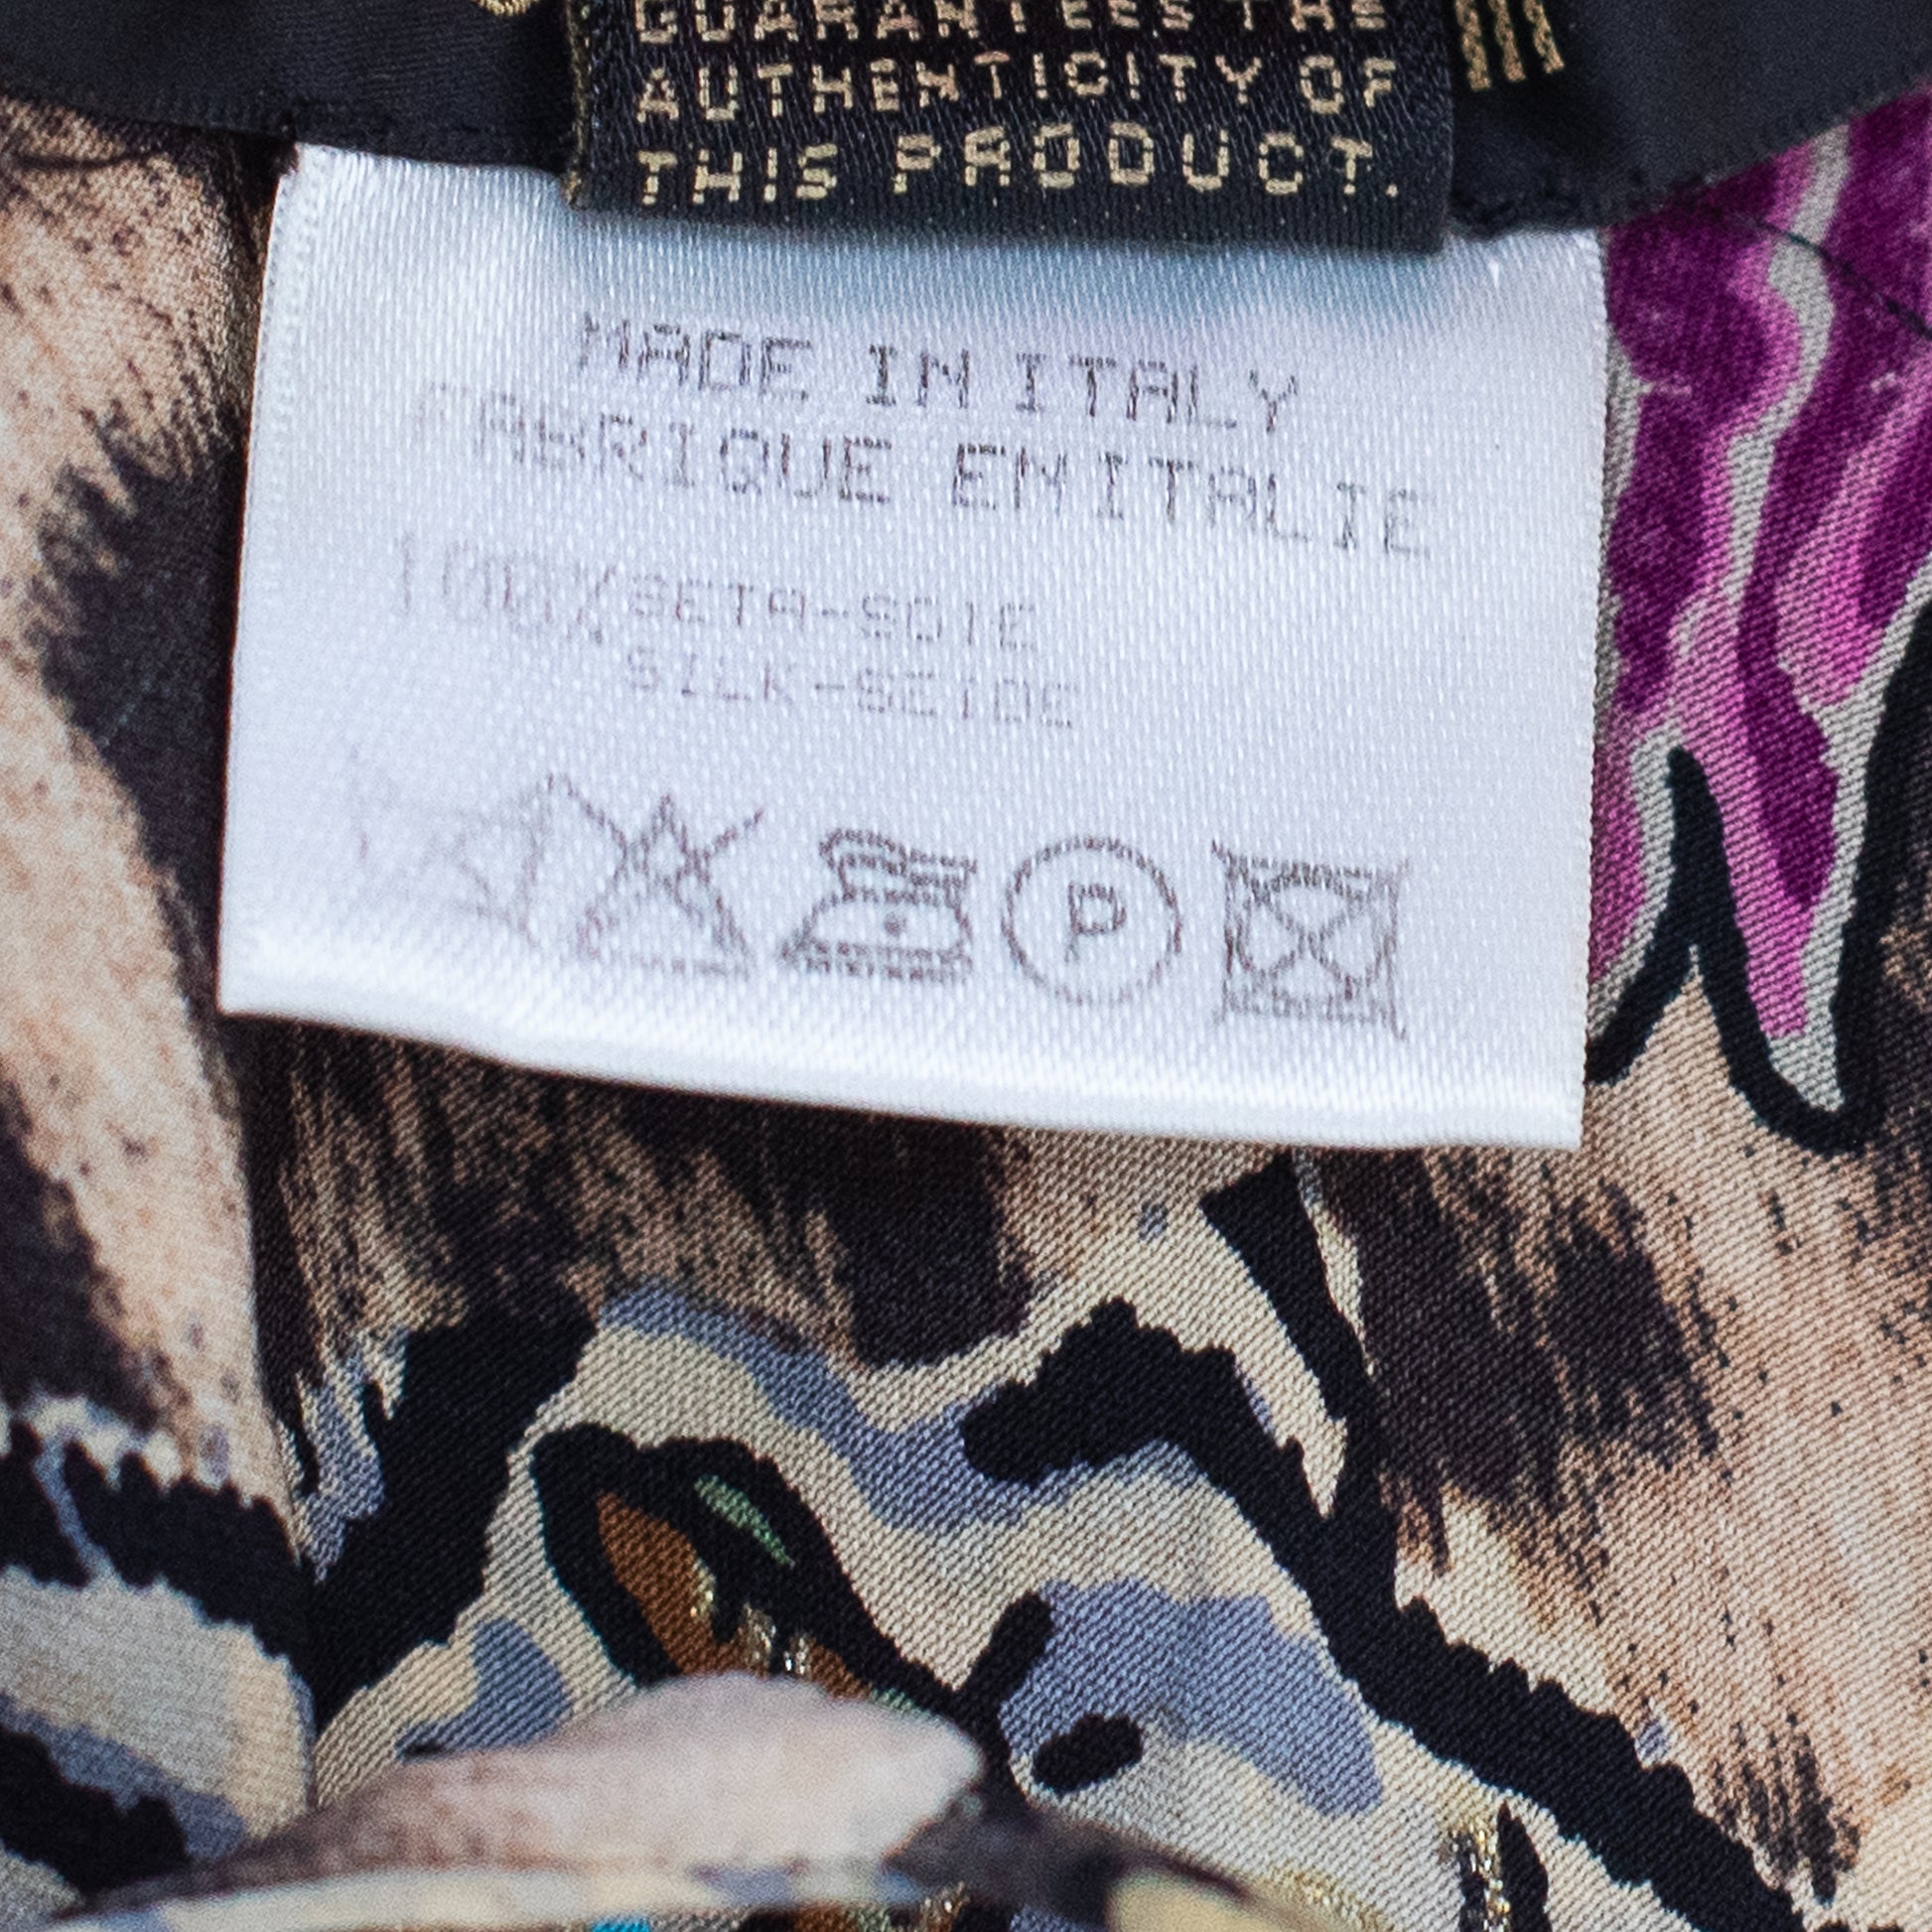 GUARANTEES THE
AUTHENTICITY OF
THIS PRODUCT.
MADE IN ITALY
FABRIQUE EN ITALIE
100% SETA-SOIE
SILK-SEIDE
P